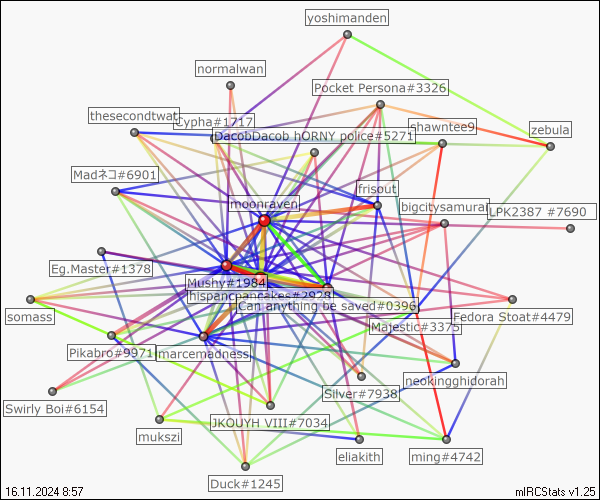 yoshimanden
normalwan
Pocket Persona#3326
thesecondtwat
Cypha#1717
DacobDacob hORNY police#5271
shawntee9
zebula
Madネコ#6901
frisout
moonraven
bigcitysamurai
LPK2387 #7690
Eg.Master#1378
Mushy#1984
hispancpancakes#2928
Can anything be saved#0396
somass
Fedora Stoat#4479
Majestic#3375
Pikabro#9971
marcemadness
neokingghidorah
Silver#7938
Swirly Boi#6154
JKOUYH VIII#7034
mukszi
eliakith
ming#4742
Duck#1245
16.11.2024 8:57
mIRCStats v1.25